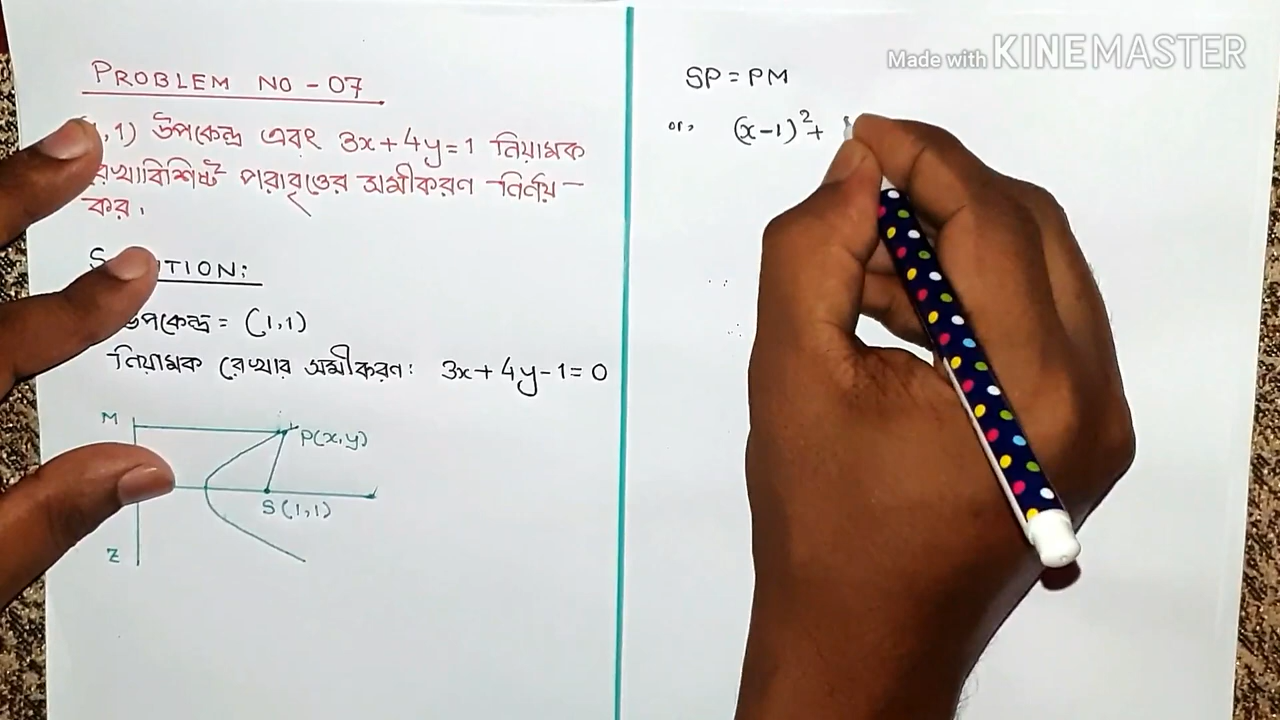 PROBLEM NO - 07
,1) উপকেন্দ্র এবং 3x+4y=1 নিয়ামক
রেখাবিশিষ্ট পরাবৃত্তের সমীকরণ নির্ণয়
কর।
উপকেন্দ্র = (1,1)
নিয়ামক রেখার সমীকরণ: 3x+4y-1=0
M
P(x,y)
S(1,1)
Z
Made with KINEMASTER
SP = PM
or, (x-1)²+